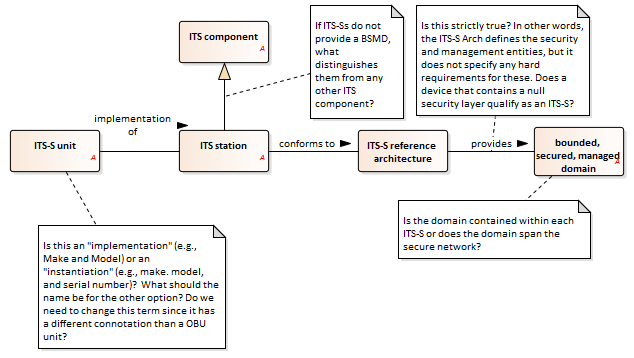 ITS component
A
If ITS-Ss do not
provide a BSMD,
what
distinguishes
them from any
other ITS
component?
Is this strictly true? In other words,
the ITS-S Arch defines the security
and management entities, but it
does not specify any hard
requirements for these. Does a
device that contains a null
security layer qualify as an ITS-S?
implementation
of
ITS-S unit
A
ITS station
A
conforms to
ITS-S reference
architecture
A
provides
bounded,
secured, managed
domain
A
Is this an "implementation" (e.g.,
Make and Model) or an
"instantiation" (e.g., make. model,
and serial number)? What should the
name be for the other option? Do we
need to change this term since it has
a different connotation than a OBU
unit?
Is the domain contained within each
ITS-S or does the domain span the
secure network?